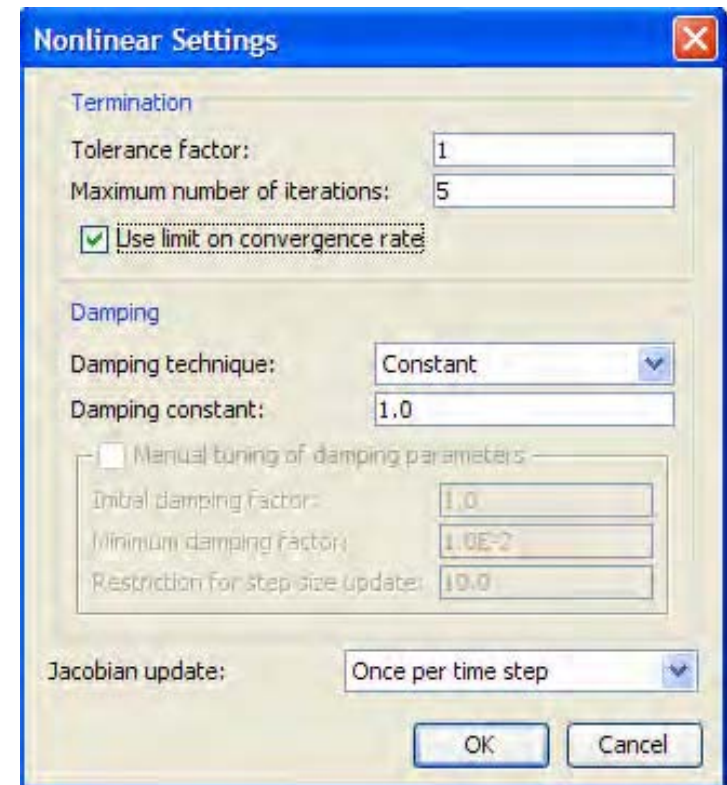 Nonlinear Settings
Termination
Tolerance factor: 1
Maximum number of iterations: 5
Use limit on convergence rate
Damping
Damping technique: Constant
Damping constant: 1.0
Manual tuning of damping parameters
Initial damping factor: 1.0
Minimum damping factor: 1.0E-2
Restriction for step size update: 10.0
Jacobian update: Once per time step
OK Cancel